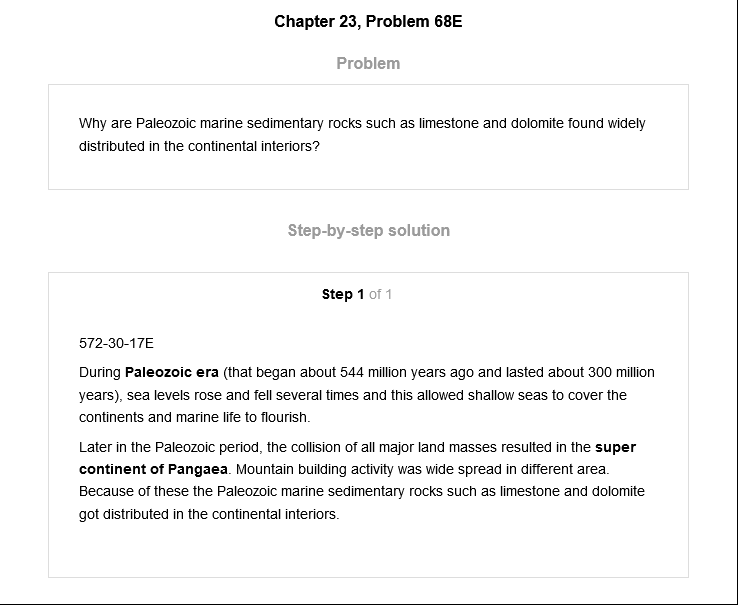 Chapter 23, Problem 68E
Problem
Why are Paleozoic marine sedimentary rocks such as limestone and dolomite found widely
distributed in the continental interiors?
Step-by-step solution
Step 1 of 1
572-30-17E
During Paleozoic era (that began about 544 million years ago and lasted about 300 million
years), sea levels rose and fell several times and this allowed shallow seas to cover the
continents and marine life to flourish.
Later in the Paleozoic period, the collision of all major land masses resulted in the super
continent of Pangaea. Mountain building activity was wide spread in different area.
Because of these the Paleozoic marine sedimentary rocks such as limestone and dolomite
got distributed in the continental interiors.